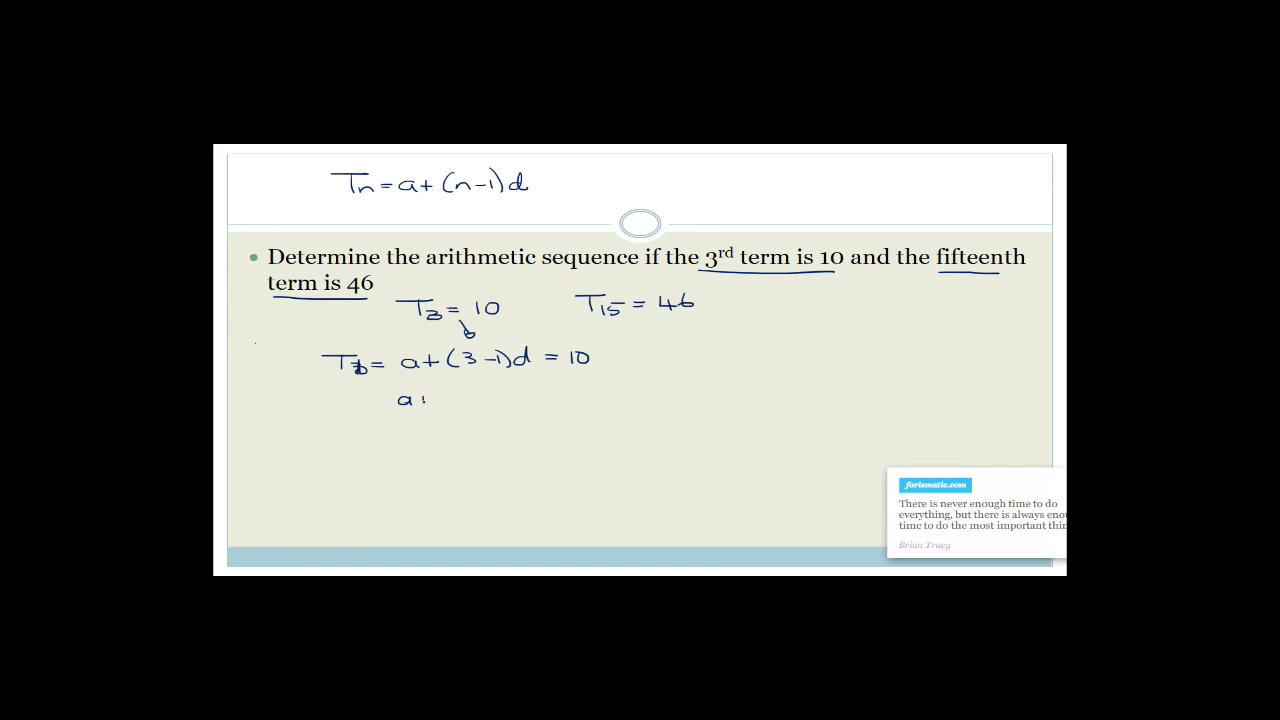 Tn = a + (n-1)d
• Determine the arithmetic sequence if the 3rd term is 10 and the fifteenth
term is 46
T3 = 10 T15 = 46
T3 = a + (3-1)d = 10
a +
forismatic.com
There is never enough time to do
everything, but there is always enou
time to do the most important thin
Brian Tracy